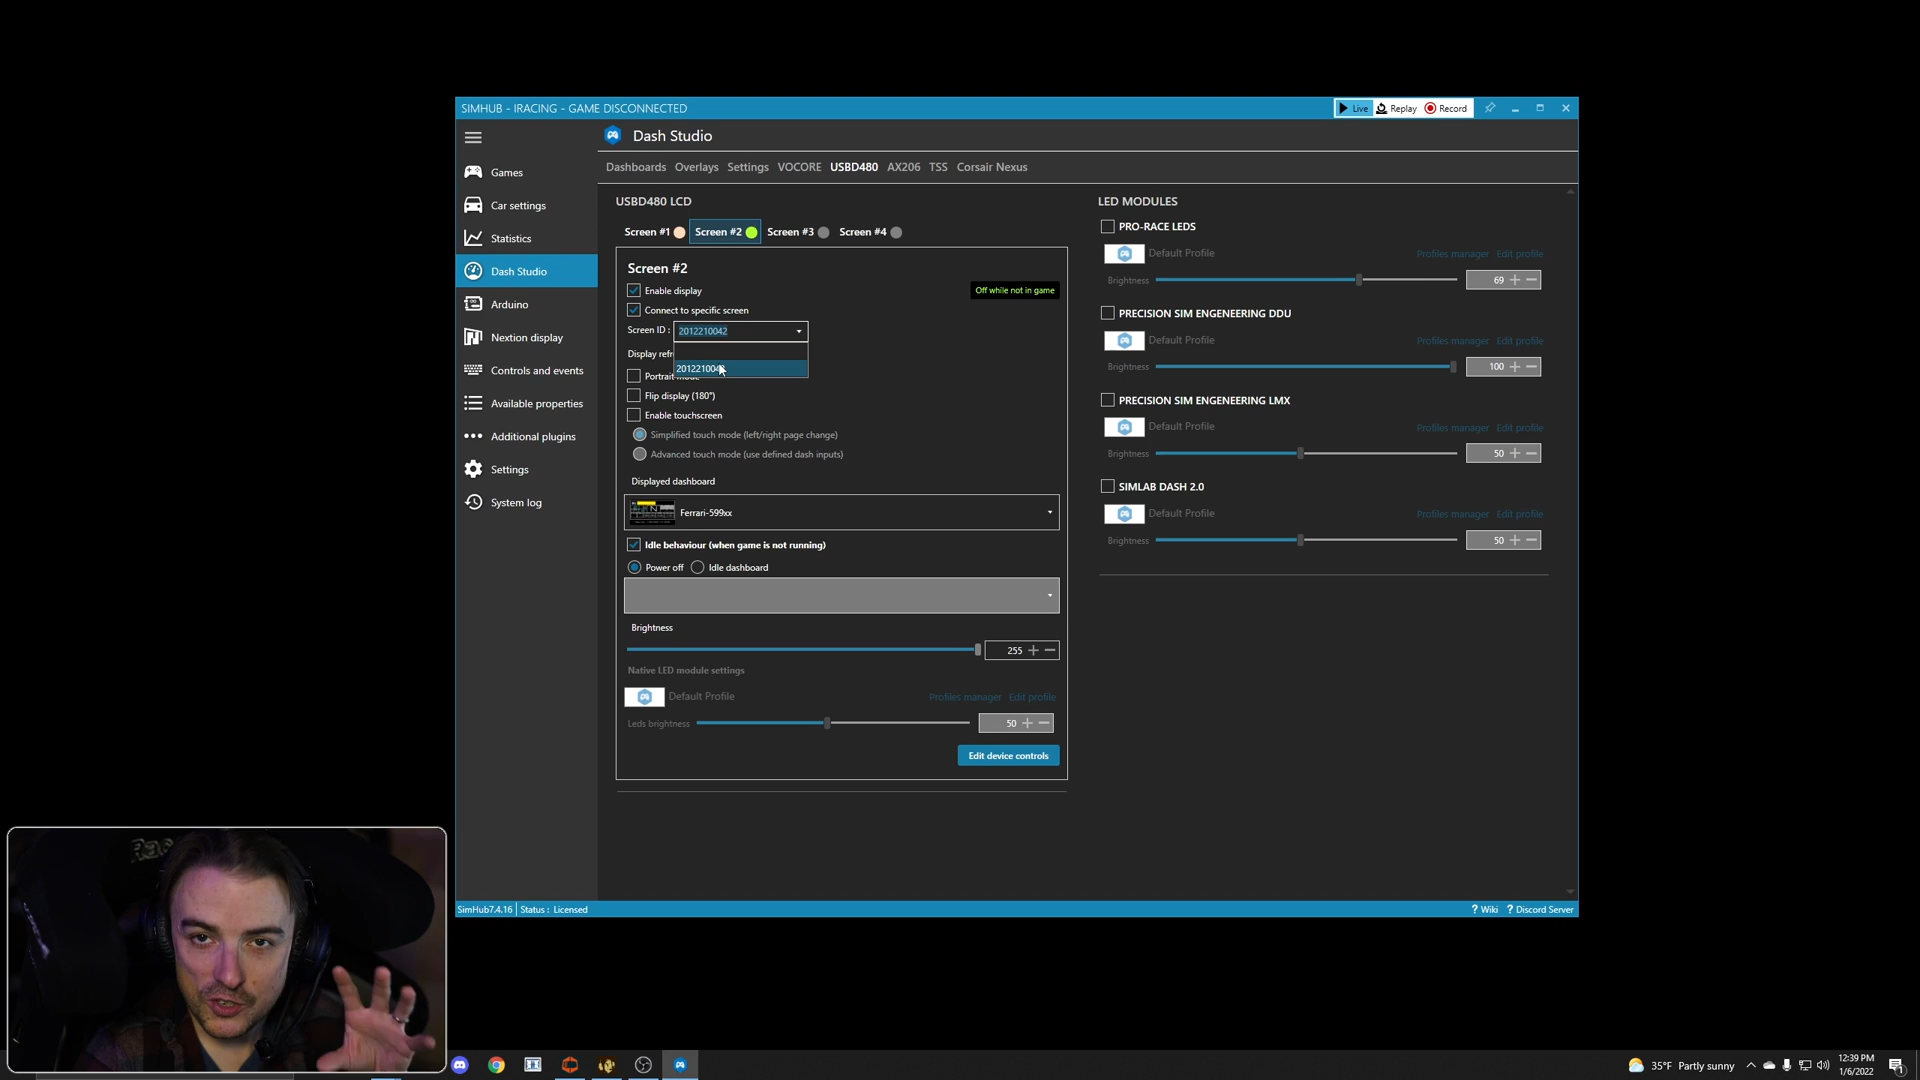 SIMHUB - IRACING - GAME DISCONNECTED
Live
Replay
Record
Dash Studio
Games
Car settings
Statistics
Dash Studio
Arduino
Nextion display
Controls and events
Available properties
Additional plugins
Settings
System log
Dashboards Overlays Settings VOCORE USBD480 AX206 TSS Corsair Nexus
USBD480 LCD
Screen #1 Screen #2 Screen #3 Screen #4
Screen #2
Enable display
Off while not in game
Connect to specific screen
Screen ID : 2012210042
Display refr
2012210042
Portrait mode
Flip display (180°)
Enable touchscreen
Simplified touch mode (left/right page change)
Advanced touch mode (use defined dash inputs)
Displayed dashboard
Ferrari-599xx
Idle behaviour (when game is not running)
Power off Idle dashboard
Brightness
255
Native LED module settings
Default Profile Profiles manager Edit profile
Leds brightness 50
Edit device controls
LED MODULES
PRO-RACE LEDS
Default Profile Profiles manager Edit profile
Brightness 69
PRECISION SIM ENGENEERING DDU
Default Profile Profiles manager Edit profile
Brightness 100
PRECISION SIM ENGENEERING LMX
Default Profile Profiles manager Edit profile
Brightness 50
SIMLAB DASH 2.0
Default Profile Profiles manager Edit profile
Brightness 50
SimHub7.4.16 Status : Licensed
? Wiki ? Discord Server
35°F Partly sunny
12:39 PM
1/6/2022